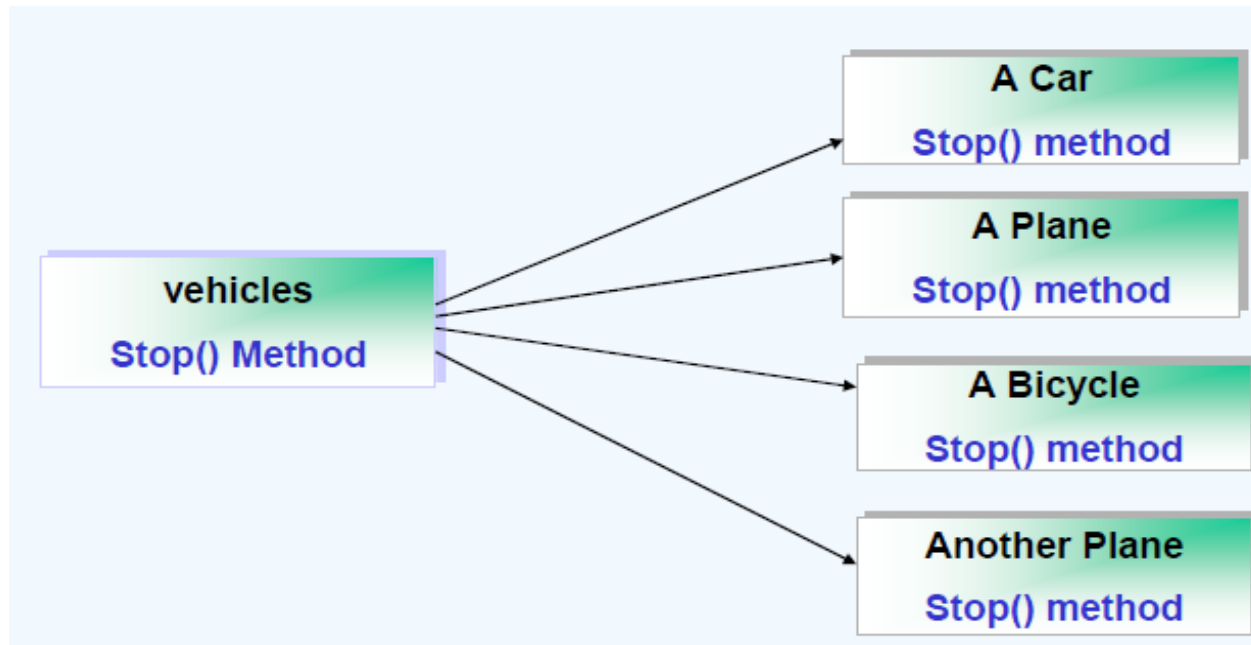 vehicles
Stop() Method
A Car
Stop() method
A Plane
Stop() method
A Bicycle
Stop() method
Another Plane
Stop() method